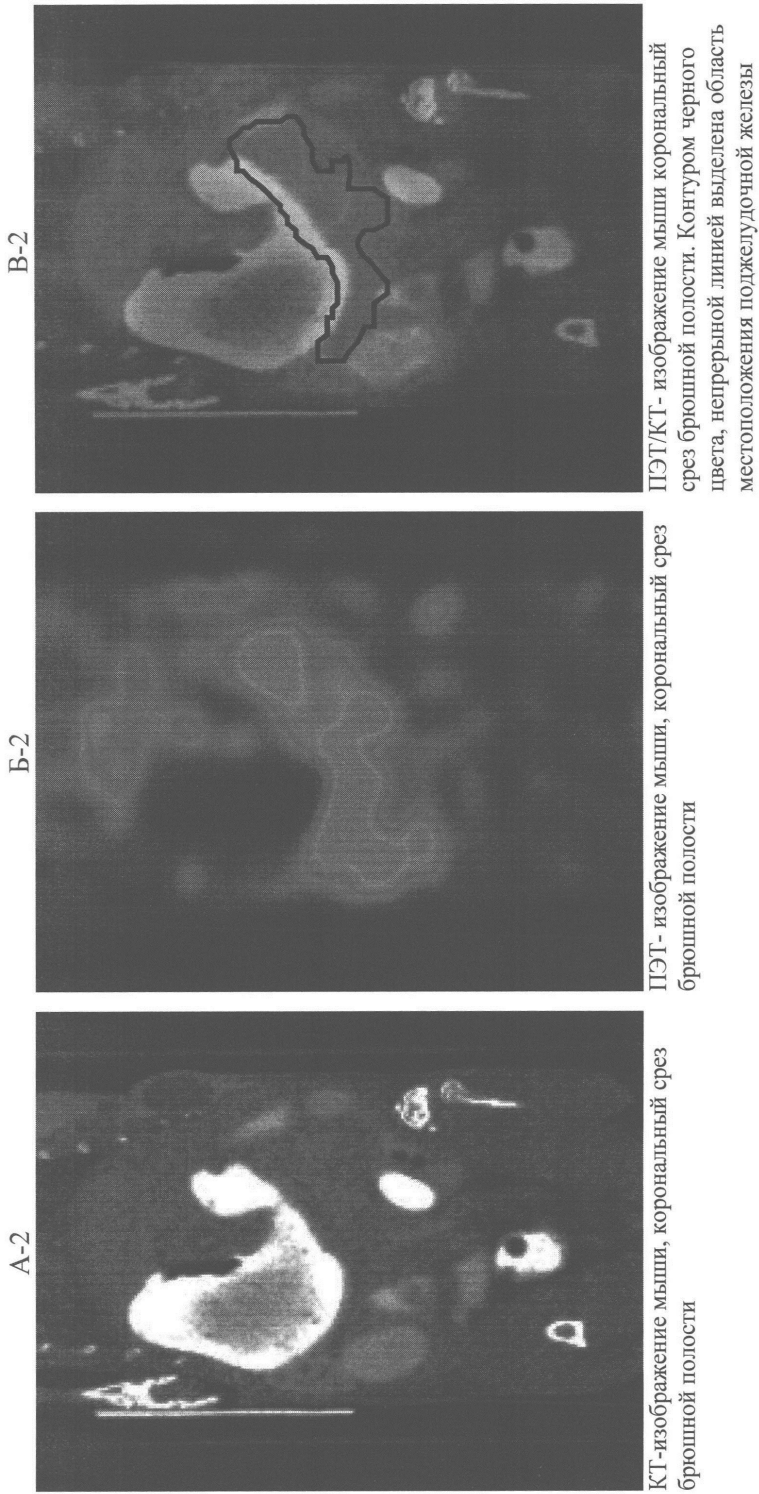 А-2
КТ-изображение мыши, корональный срез
брюшной полости
Б-2
ПЭТ- изображение мыши, корональный срез
брюшной полости
В-2
ПЭТ/КТ- изображение мыши корональный
срез брюшной полости. Контуром черного
цвета, непрерыной линией выделена область
местоположения поджелудочной железы